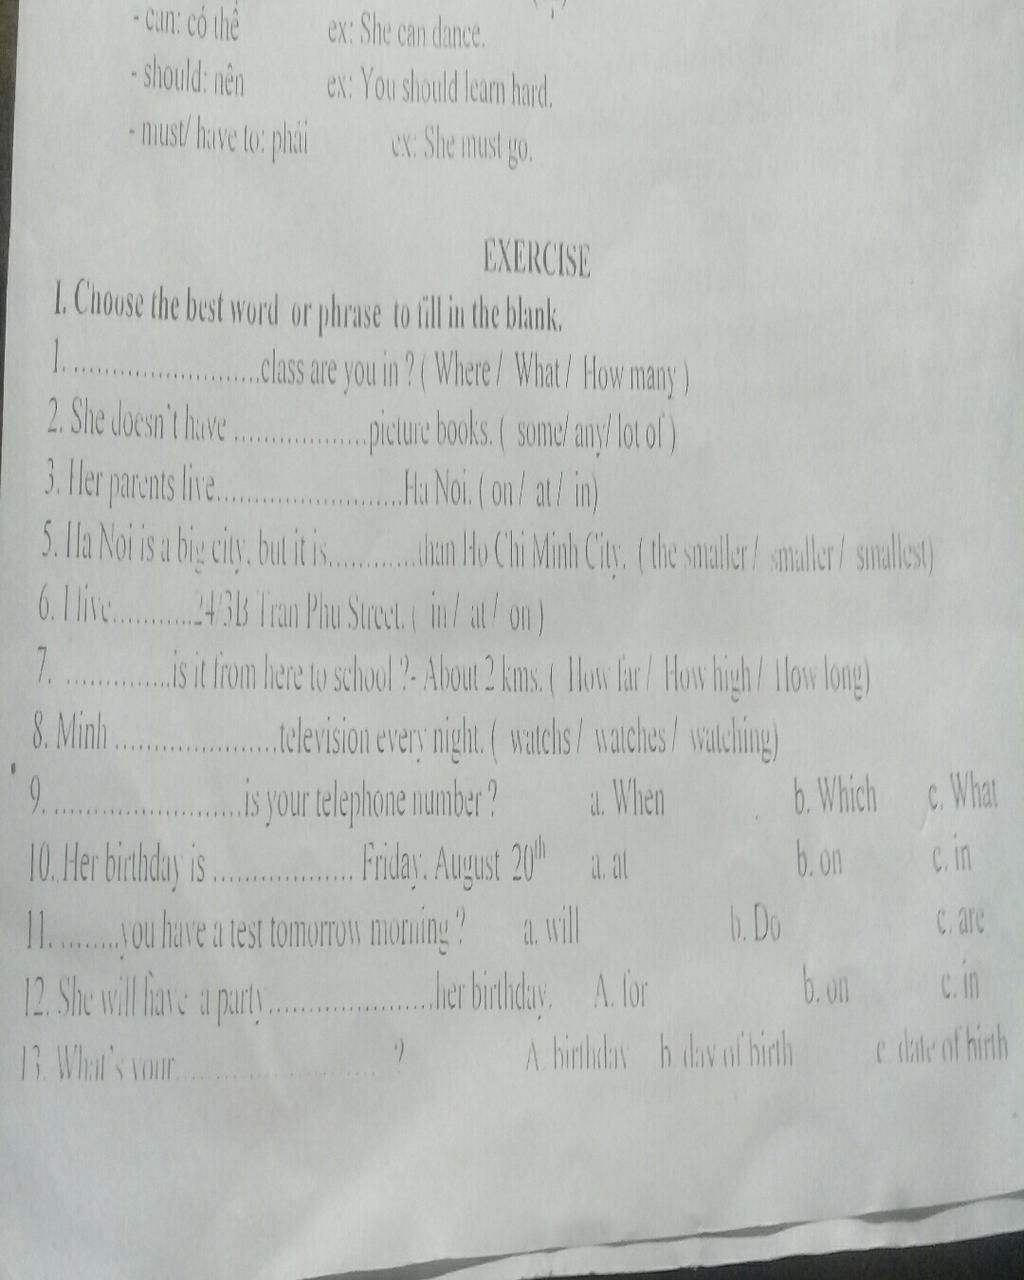 - can: có thể ex: She can dance.
- should: nên ex: You should learn hard.
- must/ have to: phải ex: She must go.
EXERCISE
I. Choose the best word or phrase to fill in the blank.
1. ..........................class are you in ? ( Where / What / How many )
2. She doesn't have ..................picture books. ( some/ any/ lot of )
3. Her parents live.........................Ha Noi. ( on / at / in)
5. Ha Noi is a big city, but it is............than Ho Chi Minh City. ( the smaller / smaller / smallest)
6. I live...........24/3B Tran Phu Street. ( in / at / on )
7. ...............is it from here to school ?- About 2 kms. ( How far / How high / How long)
8. Minh ......................television every night. ( watchs / watches / watching)
9. .........................is your telephone number ? a. When b. Which c. What
10. Her birthday is ................... Friday, August 20th a. at b. on c. in
11. .........you have a test tomorrow morning ? a. will b. Do c. are
12. She will have a party......................her birthday. A. for b. on c. in
13. What's your........................... ? A. birthday b. day of birth c. date of birth